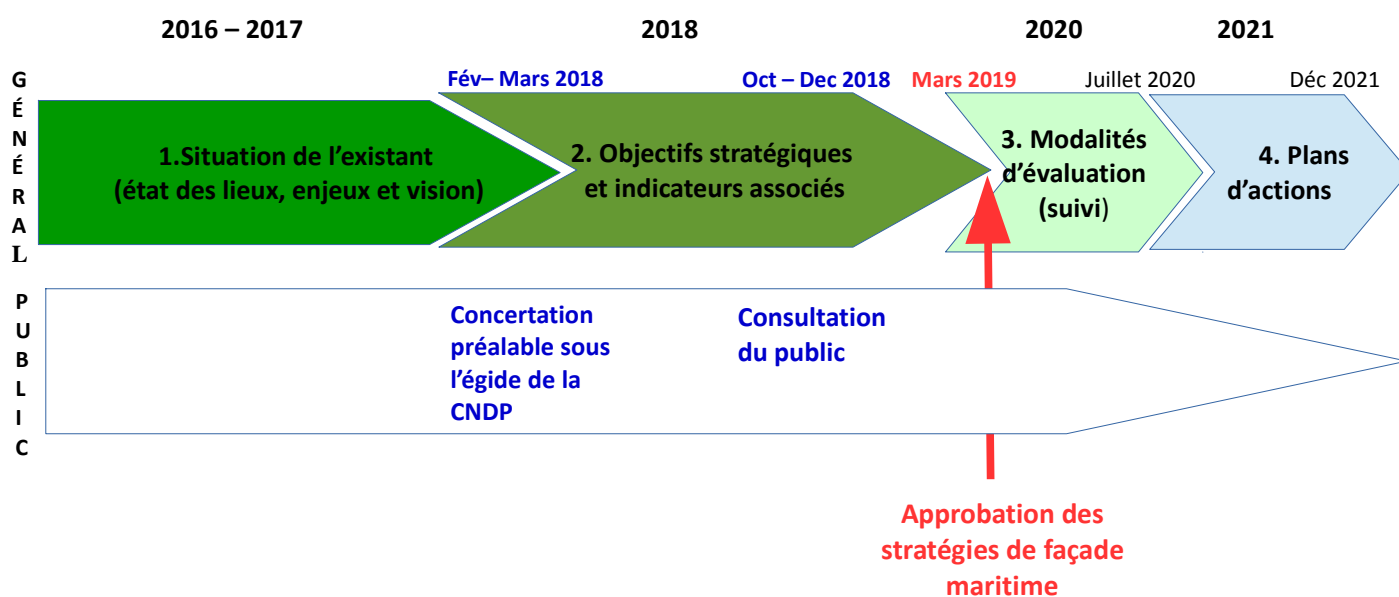 2016 – 2017
2018
2020
2021
Fév– Mars 2018
Oct – Dec 2018
Mars 2019
Juillet 2020
Déc 2021
GÉNÉRAL
1.Situation de l’existant
(état des lieux, enjeux et vision)
2. Objectifs stratégiques
et indicateurs associés
3. Modalités
d’évaluation
(suivi)
4. Plans
d’actions
PUBLIC
Concertation
préalable sous
l’égide de la
CNDP
Consultation
du public
Approbation des
stratégies de façade
maritime